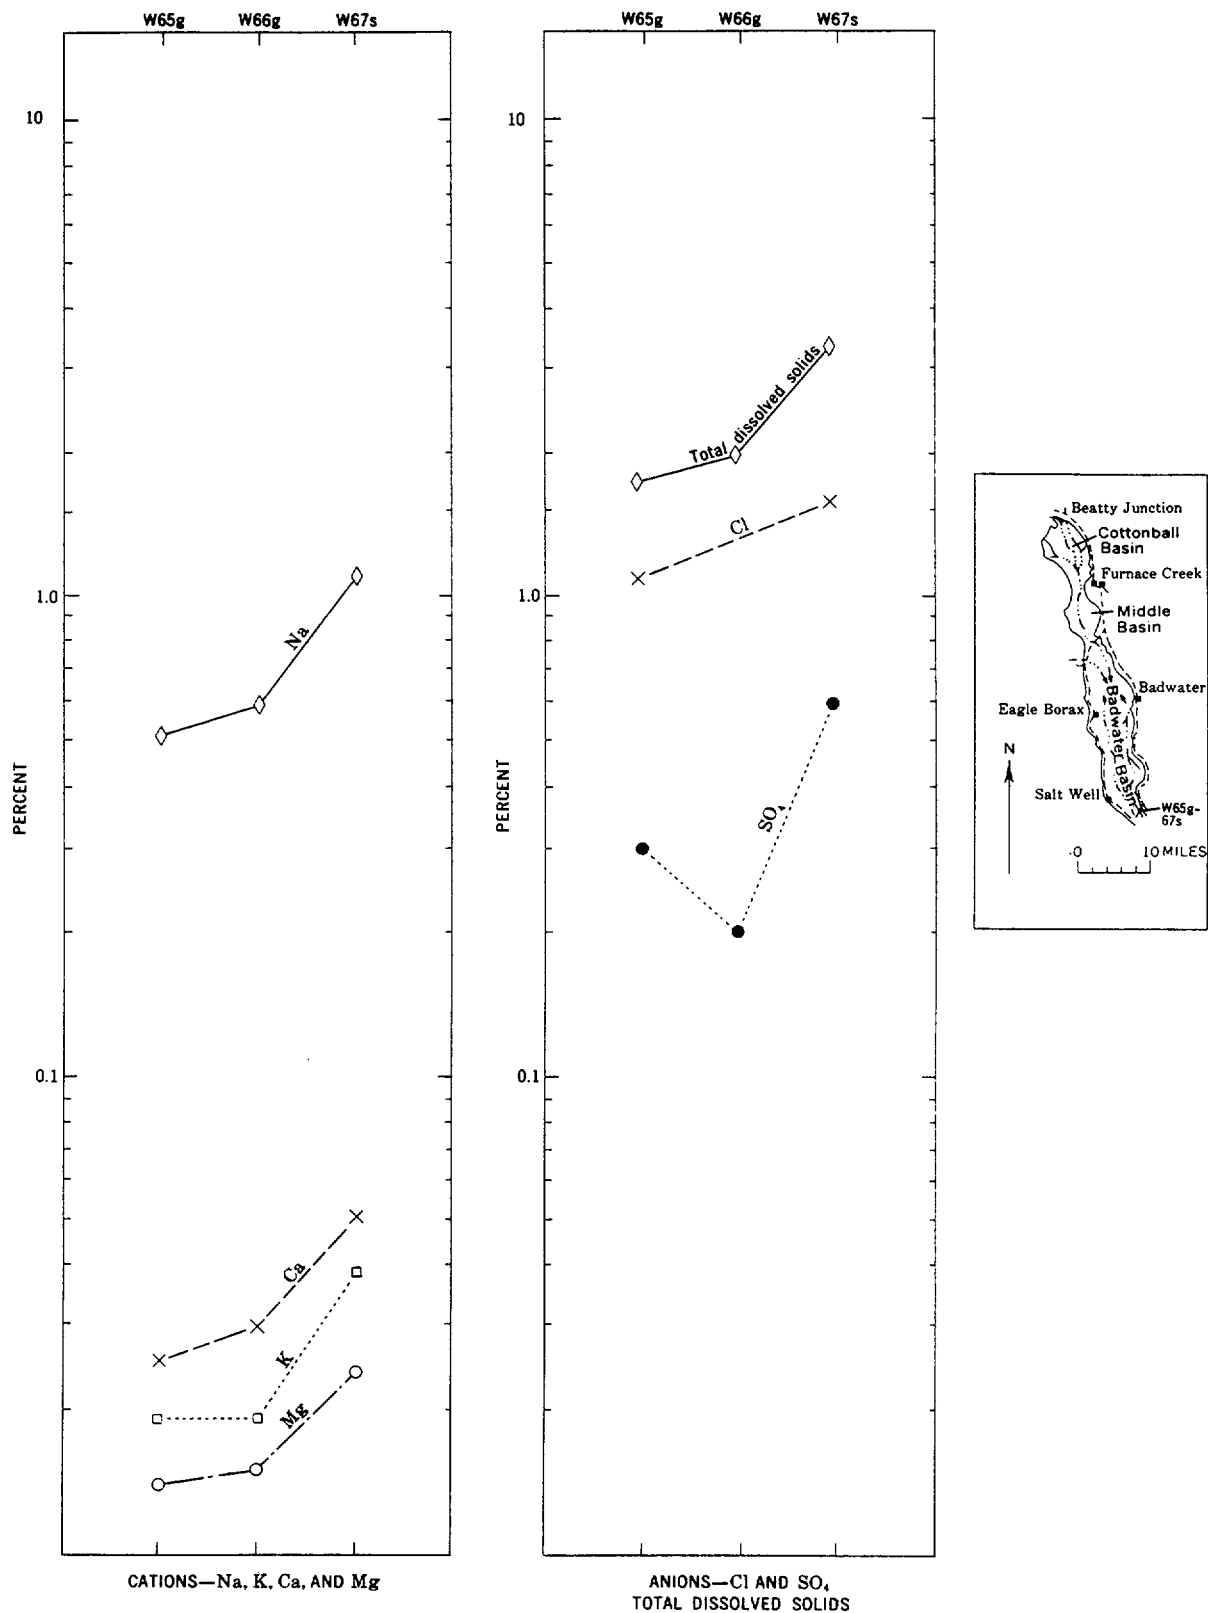 W65g W66g W67s
10
1.0
0.1
PERCENT
Na
Ca
K
Mg
CATIONS—Na, K, Ca, AND Mg
W65g W66g W67s
10
1.0
0.1
PERCENT
Total dissolved solids
Cl
SO₄
ANIONS—Cl AND SO₄
TOTAL DISSOLVED SOLIDS
Beatty Junction
Cottonball
Basin
Furnace Creek
Middle
Basin
Badwater
Eagle Borax
Badwater Basin
N
Salt Well
W65g-
67s
0 10 MILES